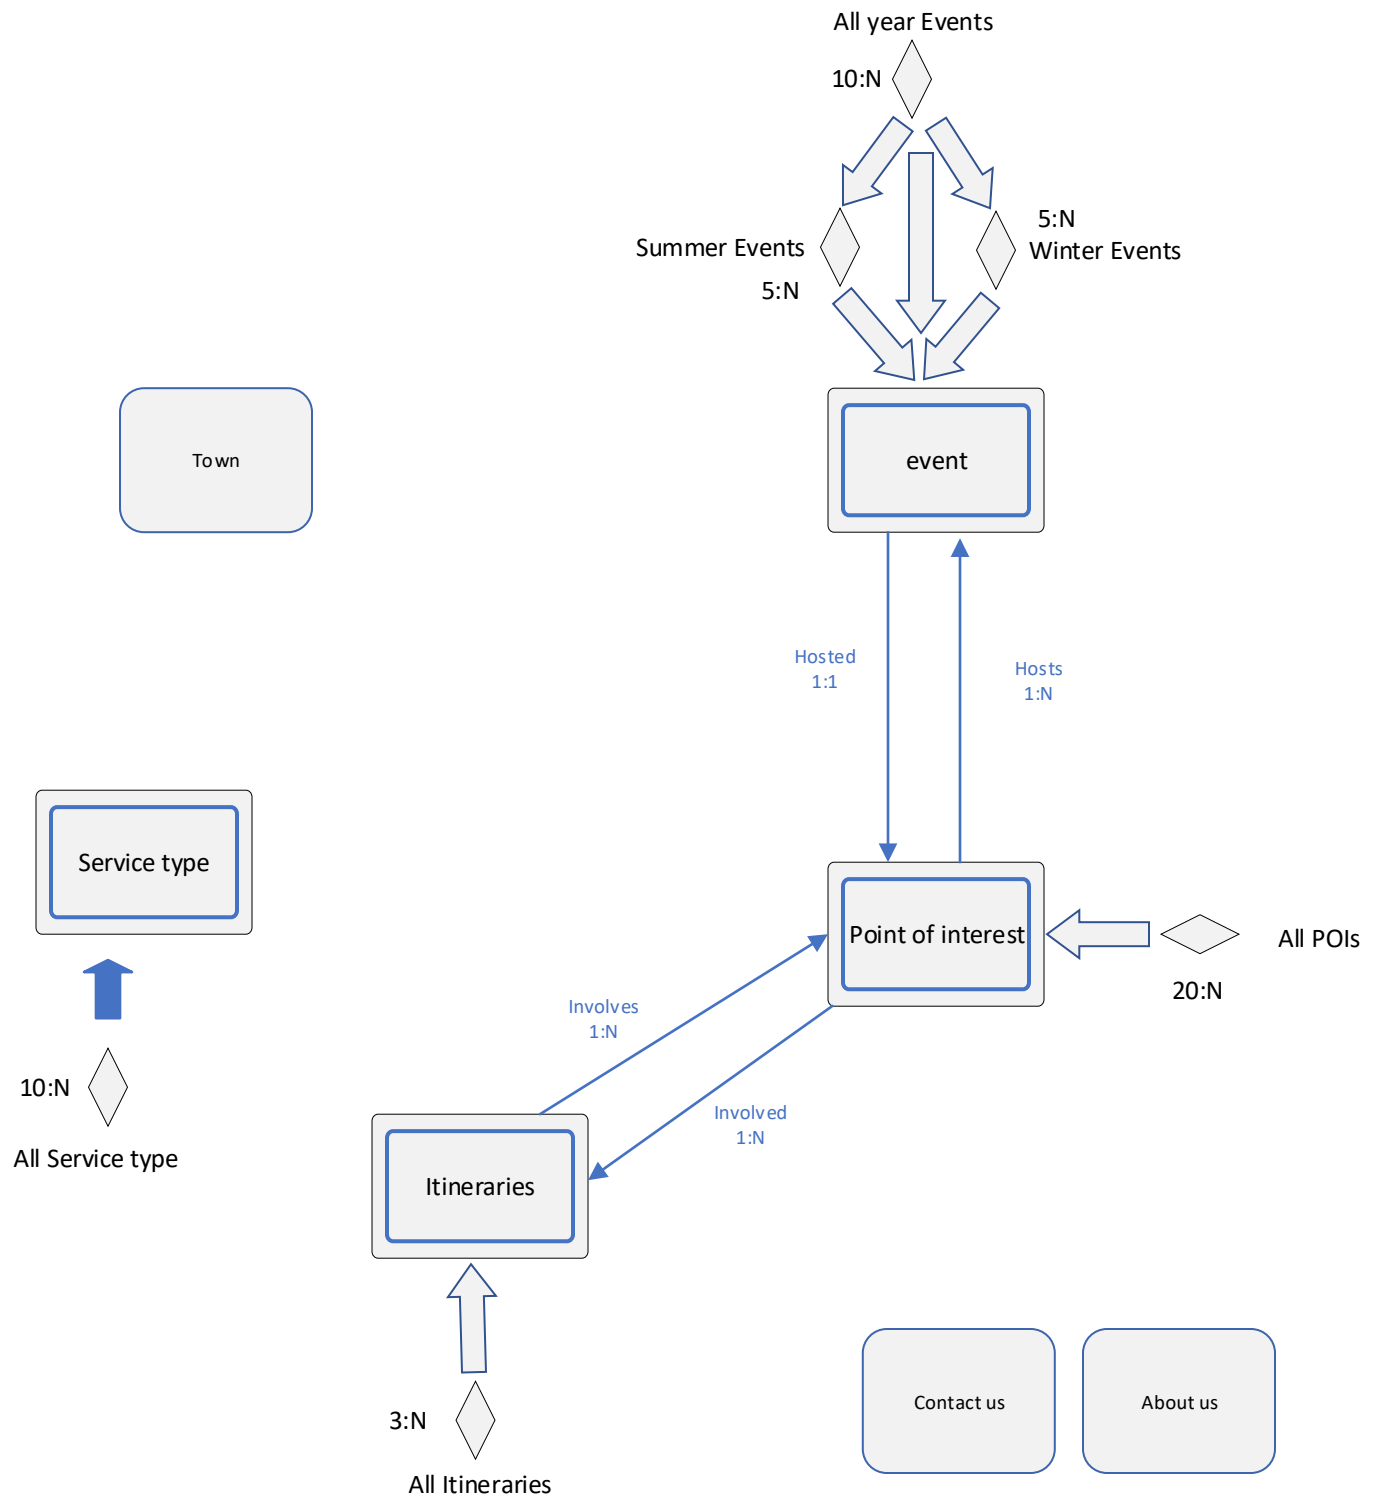 All year Events
10:N
5:N
Summer Events
Winter Events
5:N
Town
event
Hosted
1:1
Hosts
1:N
Service type
Point of interest
All POIs
20:N
Involves
1:N
10:N
Involved
1:N
All Service type
Itineraries
Contact us
About us
3:N
All Itineraries